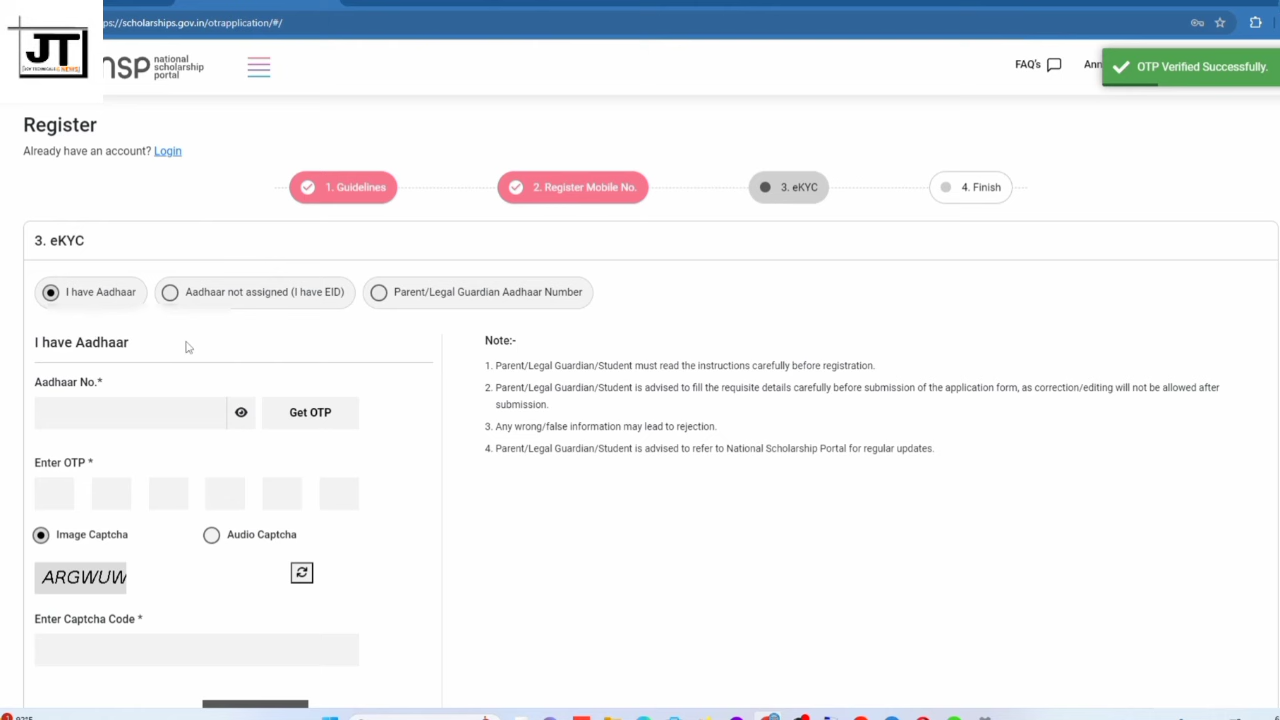 ps://scholarships.gov.in/otrapplication/#/
JT
nsp national
scholarship
portal
FAQ's
Ann
OTP Verified Successfully.
Register
Already have an account? Login
1. Guidelines
2. Register Mobile No.
3. eKYC
4. Finish
3. eKYC
I have Aadhaar
Aadhaar not assigned (I have EID)
Parent/Legal Guardian Aadhaar Number
I have Aadhaar
Aadhaar No.*
Get OTP
Enter OTP *
Image Captcha
Audio Captcha
ARGWUW
Enter Captcha Code *
Note:-
1. Parent/Legal Guardian/Student must read the instructions carefully before registration.
2. Parent/Legal Guardian/Student is advised to fill the requisite details carefully before submission of the application form, as correction/editing will not be allowed after
submission.
3. Any wrong/false information may lead to rejection.
4. Parent/Legal Guardian/Student is advised to refer to National Scholarship Portal for regular updates.